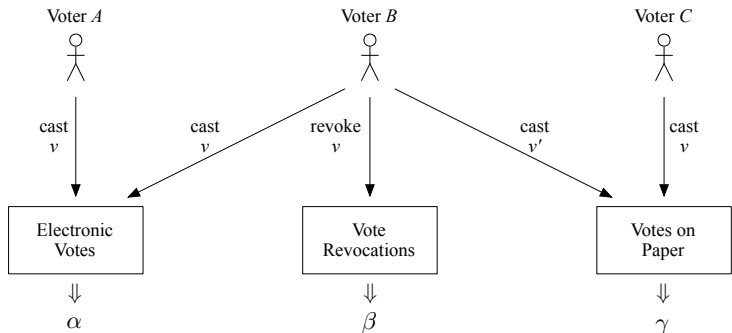 Voter A
Voter B
Voter C
cast
v
cast
v
revoke
v
cast
v'
cast
v
Electronic
Votes
Vote
Revocations
Votes on
Paper
⇓
⇓
⇓
α
β
γ